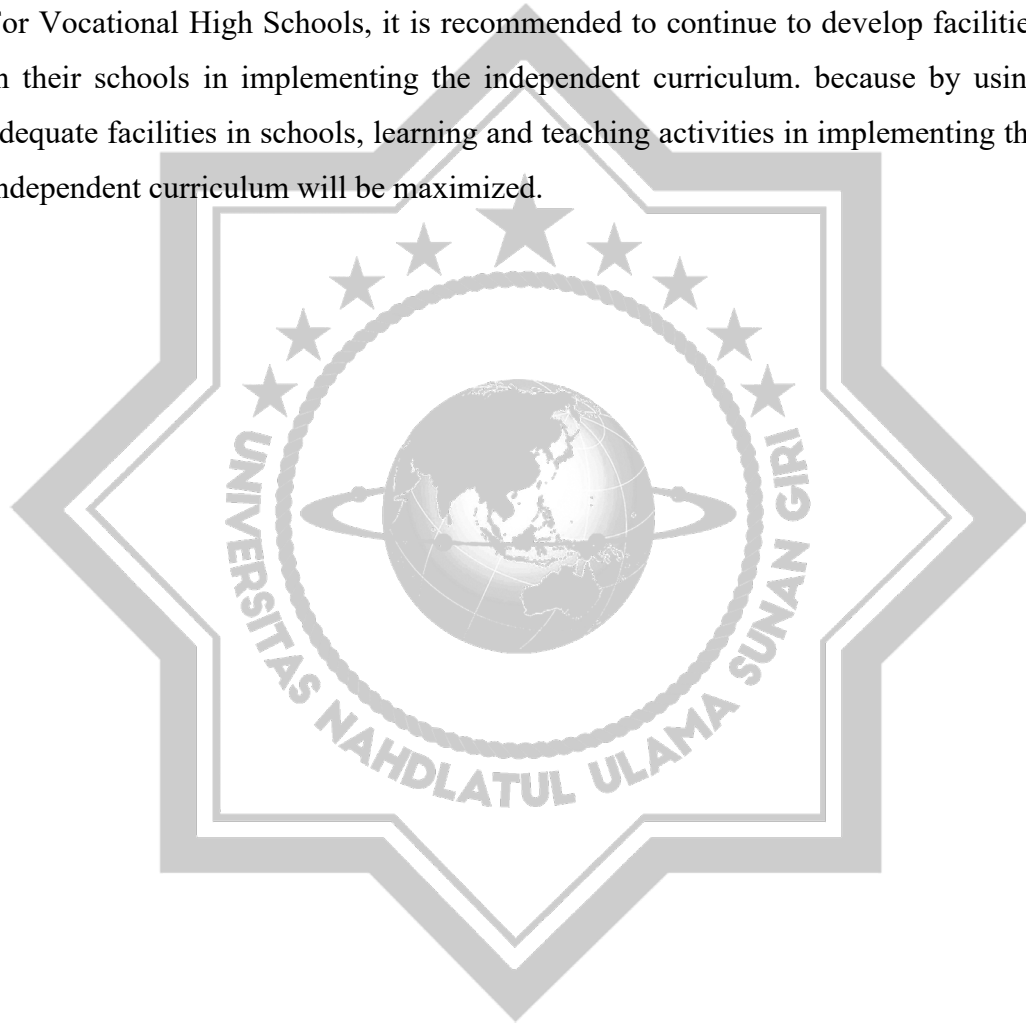 or Vocational High Schools, it is recommended to continue to develop facilitie
n their schools in implementing the independent curriculum. because by usin
dequate facilities in schools, learning and teaching activities in implementing th
ndependent curriculum will be maximized.
UNIVERSITAS NAHDLATUL ULAMA SUNAN GIRI